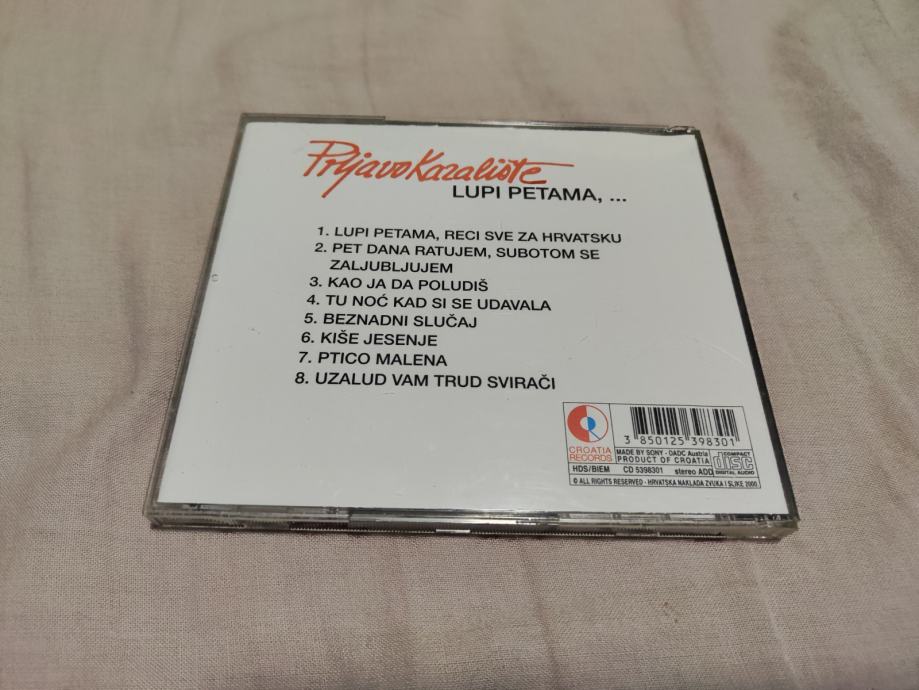 Prljavo Kazalište
LUPI PETAMA, ...
1. LUPI PETAMA, RECI SVE ZA HRVATSKU
2. PET DANA RATUJEM, SUBOTOM SE
ZALJUBLJUJEM
3. KAO JA DA POLUDIŠ
4. TU NOĆ KAD SI SE UDAVALA
5. BEZNADNI SLUČAJ
6. KIŠE JESENJE
7. PTICO MALENA
8. UZALUD VAM TRUD SVIRAČI
CROATIA
RECORDS
3 850125 398301
MADE BY SONY - DADC Austria
PRODUCT OF CROATIA
COMPACT
disc
DIGITAL AUDIO
HDS/BIEM CD 5398301 stereo ADD
© ALL RIGHTS RESERVED - HRVATSKA NAKLADA ZVUKA I SLIKE 2000